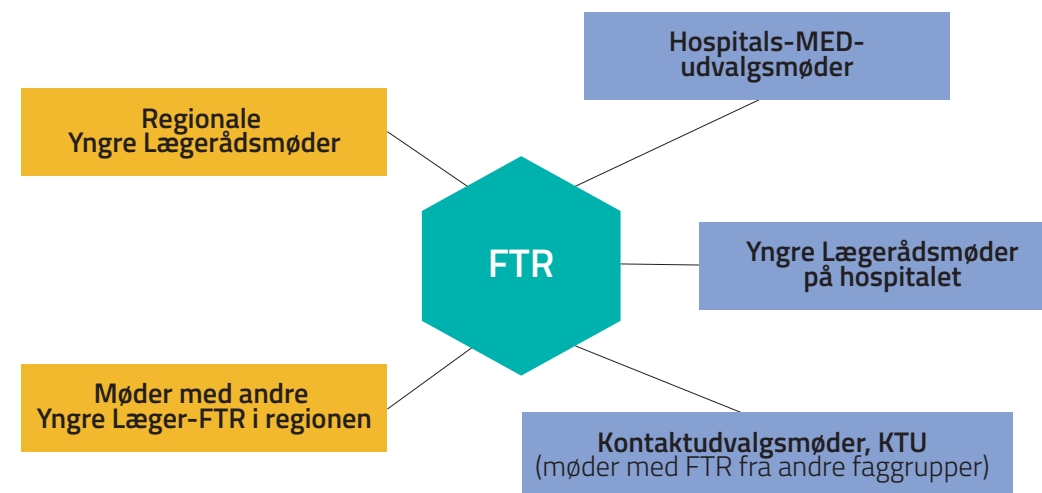 Hospitals-MED-
udvalgsmøder
Regionale
Yngre Lægerådsmøder
FTR
Yngre Lægerådsmøder
på hospitalet
Møder med andre
Yngre Læger-FTR i regionen
Kontaktudvalgsmøder, KTU
(møder med FTR fra andre faggrupper)